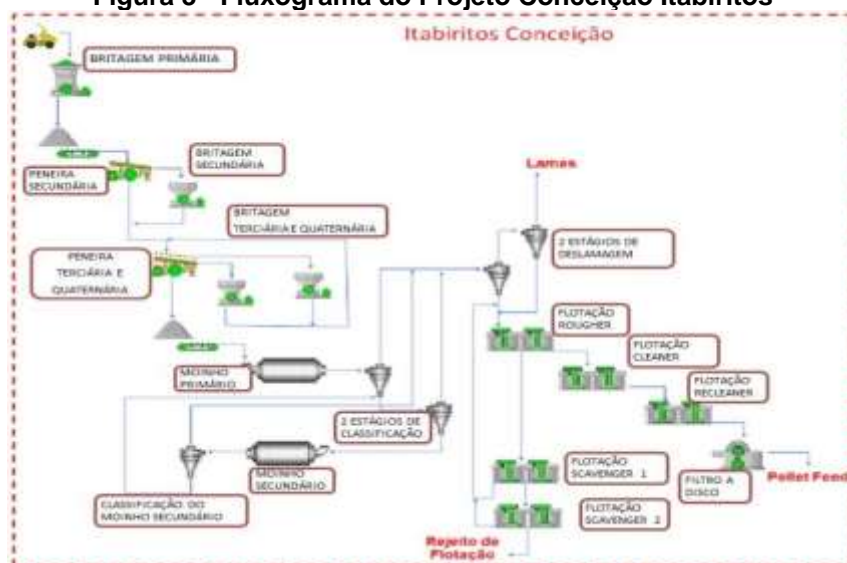 Fluxograma do Projeto Conceição Itabiritos
Itabiritos Conceição
BRITAGEM PRIMÁRIA
BRITAGEM
SECUNDÁRIA
PENEIRA
SECUNDÁRIA
BRITAGEM
TERCIÁRIA E QUATERNÁRIA
PENEIRA
TERCIÁRIA E
QUATERNÁRIA
MOINHO
PRIMÁRIO
2 ESTÁGIOS DE
CLASSIFICAÇÃO
MOINHO
SECUNDÁRIO
CLASSIFICAÇÃO DO
MOINHO SECUNDÁRIO
Lamas
2 ESTÁGIOS DE
DESLAMAGEM
FLOTAÇÃO
ROUGHER
FLOTAÇÃO
CLEANER
FLOTAÇÃO
RECLEANER
FLOTAÇÃO
SCAVENGER 1
FLOTAÇÃO
SCAVENGER 2
FILTRO A
DISCO
Pellet Feed
Rejeito de
Flotação